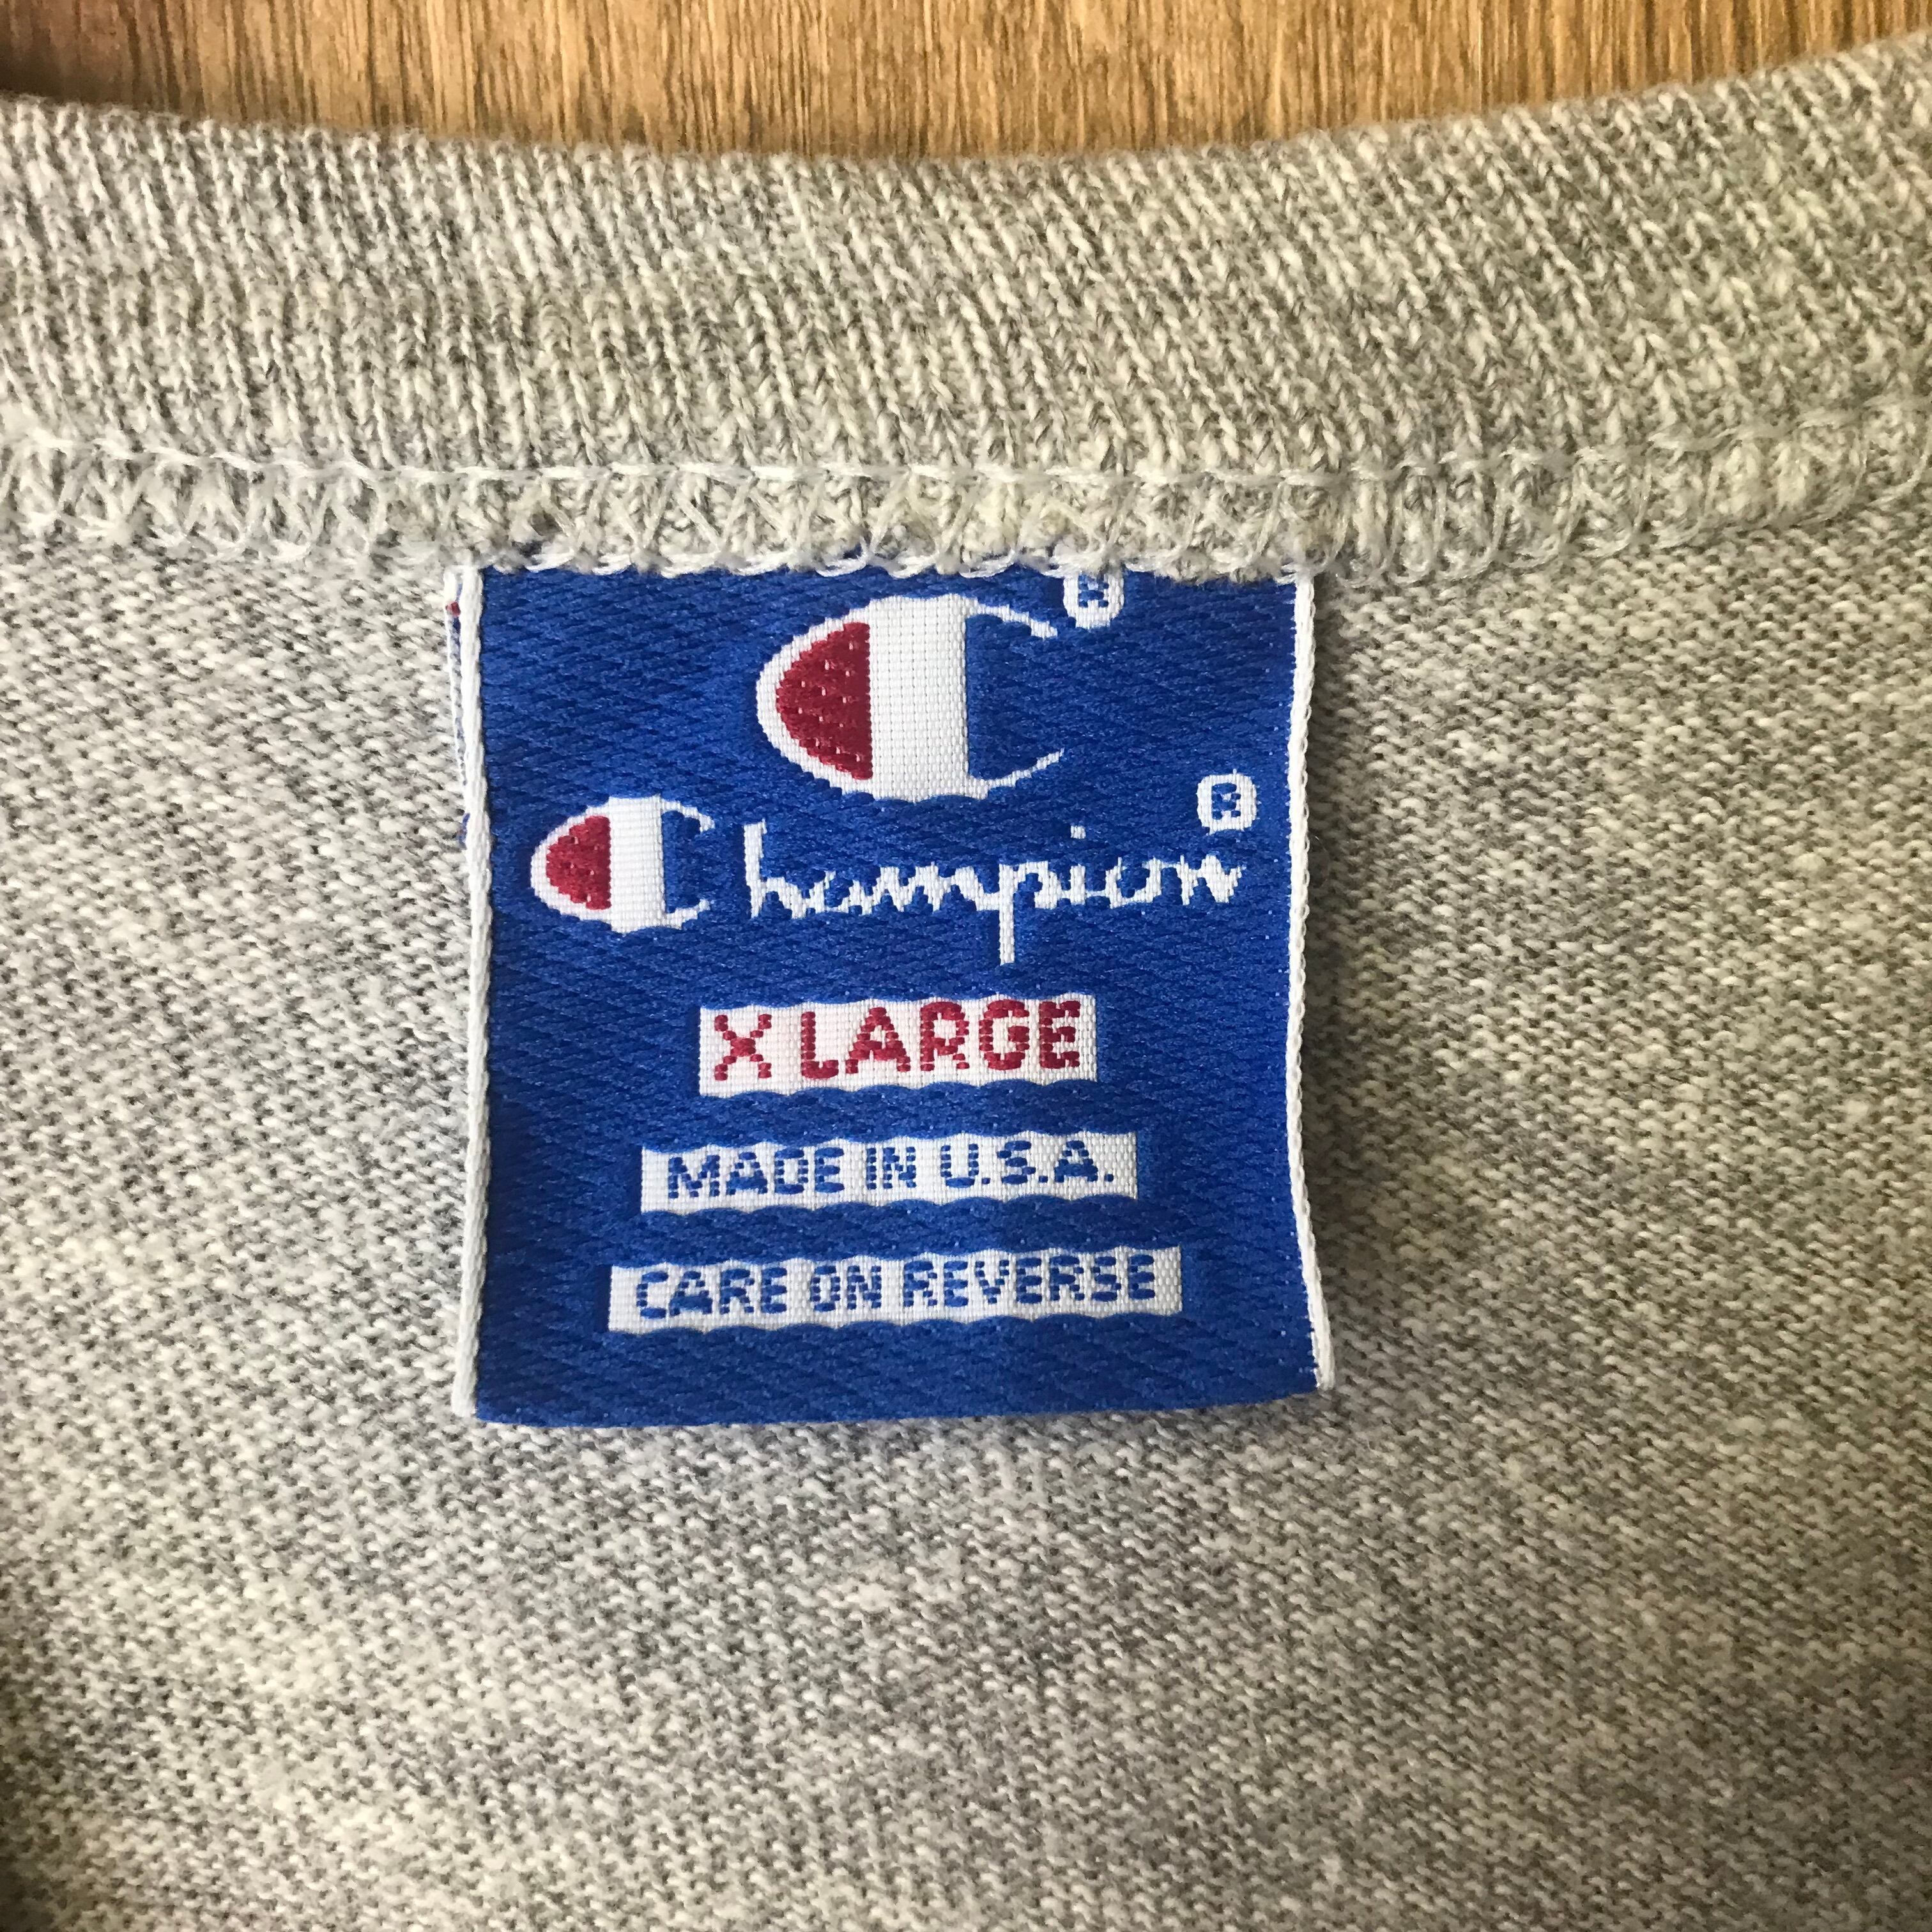 C®
Champion®
X LARGE
MADE IN U.S.A.
CARE ON REVERSE